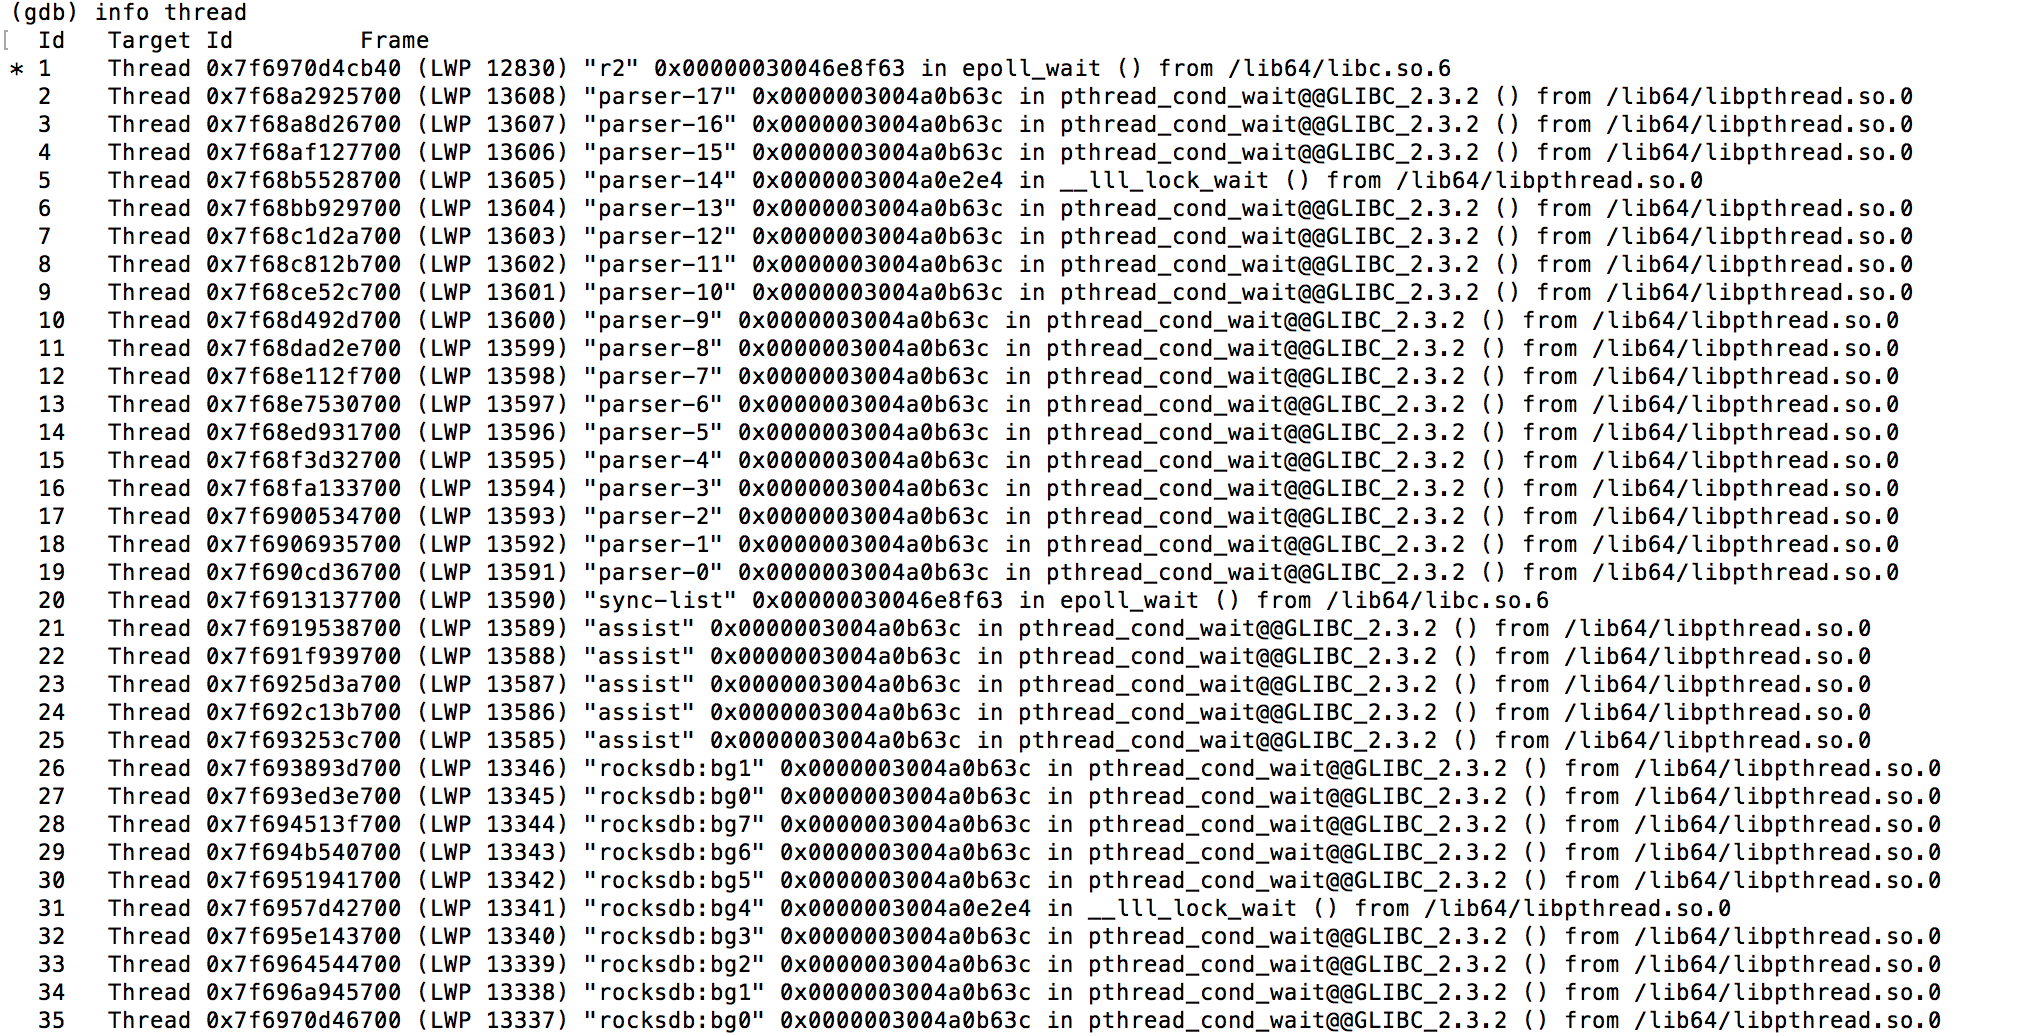 (gdb) info thread
[ Id Target Id Frame
* 1 Thread 0x7f6970d4cb40 (LWP 12830) "r2" 0x00000030046e8f63 in epoll_wait () from /lib64/libc.so.6
2 Thread 0x7f68a2925700 (LWP 13608) "parser-17" 0x0000003004a0b63c in pthread_cond_wait@@GLIBC_2.3.2 () from /lib64/libpthread.so.0
3 Thread 0x7f68a8d26700 (LWP 13607) "parser-16" 0x0000003004a0b63c in pthread_cond_wait@@GLIBC_2.3.2 () from /lib64/libpthread.so.0
4 Thread 0x7f68af127700 (LWP 13606) "parser-15" 0x0000003004a0b63c in pthread_cond_wait@@GLIBC_2.3.2 () from /lib64/libpthread.so.0
5 Thread 0x7f68b5528700 (LWP 13605) "parser-14" 0x0000003004a0e2e4 in __lll_lock_wait () from /lib64/libpthread.so.0
6 Thread 0x7f68bb929700 (LWP 13604) "parser-13" 0x0000003004a0b63c in pthread_cond_wait@@GLIBC_2.3.2 () from /lib64/libpthread.so.0
7 Thread 0x7f68c1d2a700 (LWP 13603) "parser-12" 0x0000003004a0b63c in pthread_cond_wait@@GLIBC_2.3.2 () from /lib64/libpthread.so.0
8 Thread 0x7f68c812b700 (LWP 13602) "parser-11" 0x0000003004a0b63c in pthread_cond_wait@@GLIBC_2.3.2 () from /lib64/libpthread.so.0
9 Thread 0x7f68ce52c700 (LWP 13601) "parser-10" 0x0000003004a0b63c in pthread_cond_wait@@GLIBC_2.3.2 () from /lib64/libpthread.so.0
10 Thread 0x7f68d492d700 (LWP 13600) "parser-9" 0x0000003004a0b63c in pthread_cond_wait@@GLIBC_2.3.2 () from /lib64/libpthread.so.0
11 Thread 0x7f68dad2e700 (LWP 13599) "parser-8" 0x0000003004a0b63c in pthread_cond_wait@@GLIBC_2.3.2 () from /lib64/libpthread.so.0
12 Thread 0x7f68e112f700 (LWP 13598) "parser-7" 0x0000003004a0b63c in pthread_cond_wait@@GLIBC_2.3.2 () from /lib64/libpthread.so.0
13 Thread 0x7f68e7530700 (LWP 13597) "parser-6" 0x0000003004a0b63c in pthread_cond_wait@@GLIBC_2.3.2 () from /lib64/libpthread.so.0
14 Thread 0x7f68ed931700 (LWP 13596) "parser-5" 0x0000003004a0b63c in pthread_cond_wait@@GLIBC_2.3.2 () from /lib64/libpthread.so.0
15 Thread 0x7f68f3d32700 (LWP 13595) "parser-4" 0x0000003004a0b63c in pthread_cond_wait@@GLIBC_2.3.2 () from /lib64/libpthread.so.0
16 Thread 0x7f68fa133700 (LWP 13594) "parser-3" 0x0000003004a0b63c in pthread_cond_wait@@GLIBC_2.3.2 () from /lib64/libpthread.so.0
17 Thread 0x7f6900534700 (LWP 13593) "parser-2" 0x0000003004a0b63c in pthread_cond_wait@@GLIBC_2.3.2 () from /lib64/libpthread.so.0
18 Thread 0x7f6906935700 (LWP 13592) "parser-1" 0x0000003004a0b63c in pthread_cond_wait@@GLIBC_2.3.2 () from /lib64/libpthread.so.0
19 Thread 0x7f690cd36700 (LWP 13591) "parser-0" 0x0000003004a0b63c in pthread_cond_wait@@GLIBC_2.3.2 () from /lib64/libpthread.so.0
20 Thread 0x7f6913137700 (LWP 13590) "sync-list" 0x00000030046e8f63 in epoll_wait () from /lib64/libc.so.6
21 Thread 0x7f6919538700 (LWP 13589) "assist" 0x0000003004a0b63c in pthread_cond_wait@@GLIBC_2.3.2 () from /lib64/libpthread.so.0
22 Thread 0x7f691f939700 (LWP 13588) "assist" 0x0000003004a0b63c in pthread_cond_wait@@GLIBC_2.3.2 () from /lib64/libpthread.so.0
23 Thread 0x7f6925d3a700 (LWP 13587) "assist" 0x0000003004a0b63c in pthread_cond_wait@@GLIBC_2.3.2 () from /lib64/libpthread.so.0
24 Thread 0x7f692c13b700 (LWP 13586) "assist" 0x0000003004a0b63c in pthread_cond_wait@@GLIBC_2.3.2 () from /lib64/libpthread.so.0
25 Thread 0x7f693253c700 (LWP 13585) "assist" 0x0000003004a0b63c in pthread_cond_wait@@GLIBC_2.3.2 () from /lib64/libpthread.so.0
26 Thread 0x7f693893d700 (LWP 13346) "rocksdb:bg1" 0x0000003004a0b63c in pthread_cond_wait@@GLIBC_2.3.2 () from /lib64/libpthread.so.0
27 Thread 0x7f693ed3e700 (LWP 13345) "rocksdb:bg0" 0x0000003004a0b63c in pthread_cond_wait@@GLIBC_2.3.2 () from /lib64/libpthread.so.0
28 Thread 0x7f694513f700 (LWP 13344) "rocksdb:bg7" 0x0000003004a0b63c in pthread_cond_wait@@GLIBC_2.3.2 () from /lib64/libpthread.so.0
29 Thread 0x7f694b540700 (LWP 13343) "rocksdb:bg6" 0x0000003004a0b63c in pthread_cond_wait@@GLIBC_2.3.2 () from /lib64/libpthread.so.0
30 Thread 0x7f6951941700 (LWP 13342) "rocksdb:bg5" 0x0000003004a0b63c in pthread_cond_wait@@GLIBC_2.3.2 () from /lib64/libpthread.so.0
31 Thread 0x7f6957d42700 (LWP 13341) "rocksdb:bg4" 0x0000003004a0e2e4 in __lll_lock_wait () from /lib64/libpthread.so.0
32 Thread 0x7f695e143700 (LWP 13340) "rocksdb:bg3" 0x0000003004a0b63c in pthread_cond_wait@@GLIBC_2.3.2 () from /lib64/libpthread.so.0
33 Thread 0x7f6964544700 (LWP 13339) "rocksdb:bg2" 0x0000003004a0b63c in pthread_cond_wait@@GLIBC_2.3.2 () from /lib64/libpthread.so.0
34 Thread 0x7f696a945700 (LWP 13338) "rocksdb:bg1" 0x0000003004a0b63c in pthread_cond_wait@@GLIBC_2.3.2 () from /lib64/libpthread.so.0
35 Thread 0x7f6970d46700 (LWP 13337) "rocksdb:bg0" 0x0000003004a0b63c in pthread_cond_wait@@GLIBC_2.3.2 () from /lib64/libpthread.so.0